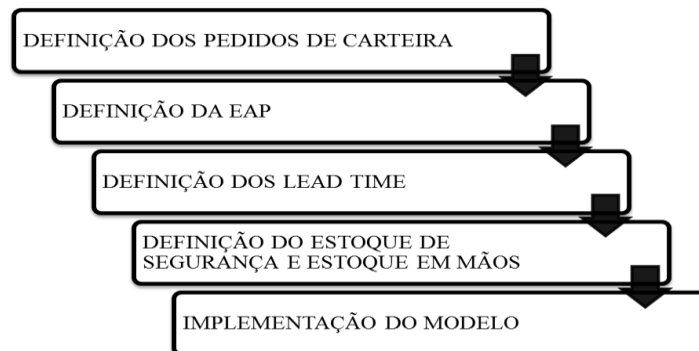 DEFINIÇÃO DOS PEDIDOS DE CARTEIRA
DEFINIÇÃO DA EAP
DEFINIÇÃO DOS LEAD TIME
DEFINIÇÃO DO ESTOQUE DE
SEGURANÇA E ESTOQUE EM MÃOS
IMPLEMENTAÇÃO DO MODELO